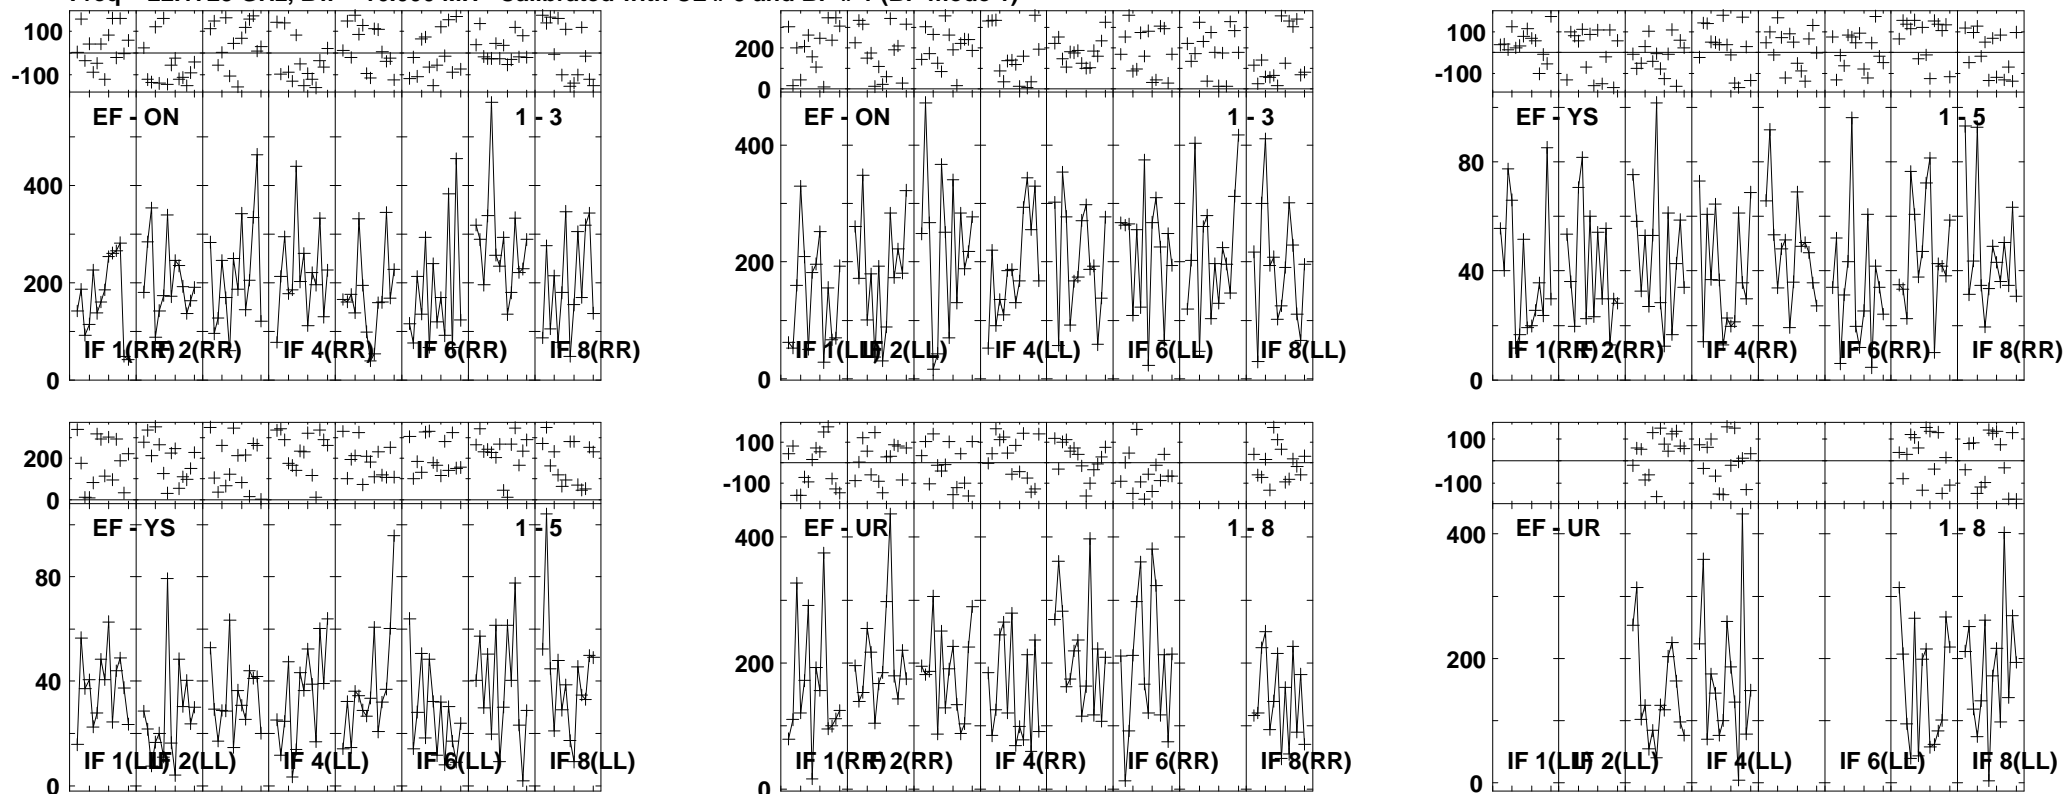 100
-100
EF - ON
1 - 3
400
200
0
IF 1(RR)
IF 2(RR)
IF 4(RR)
IF 6(RR)
IF 8(RR)
200
0
EF - ON
1 - 3
400
200
0
IF 1(LL)
IF 2(LL)
IF 4(LL)
IF 6(LL)
IF 8(LL)
100
-100
EF - YS
1 - 5
80
40
0
IF 1(RR)
IF 2(RR)
IF 4(RR)
IF 6(RR)
IF 8(RR)
200
0
EF - YS
1 - 5
80
40
0
IF 1(LL)
IF 2(LL)
IF 4(LL)
IF 6(LL)
IF 8(LL)
100
-100
EF - UR
1 - 8
400
200
0
IF 1(RR)
IF 2(RR)
IF 4(RR)
IF 6(RR)
IF 8(RR)
100
-100
EF - UR
1 - 8
400
200
0
IF 1(LL)
IF 2(LL)
IF 4(LL)
IF 6(LL)
IF 8(LL)